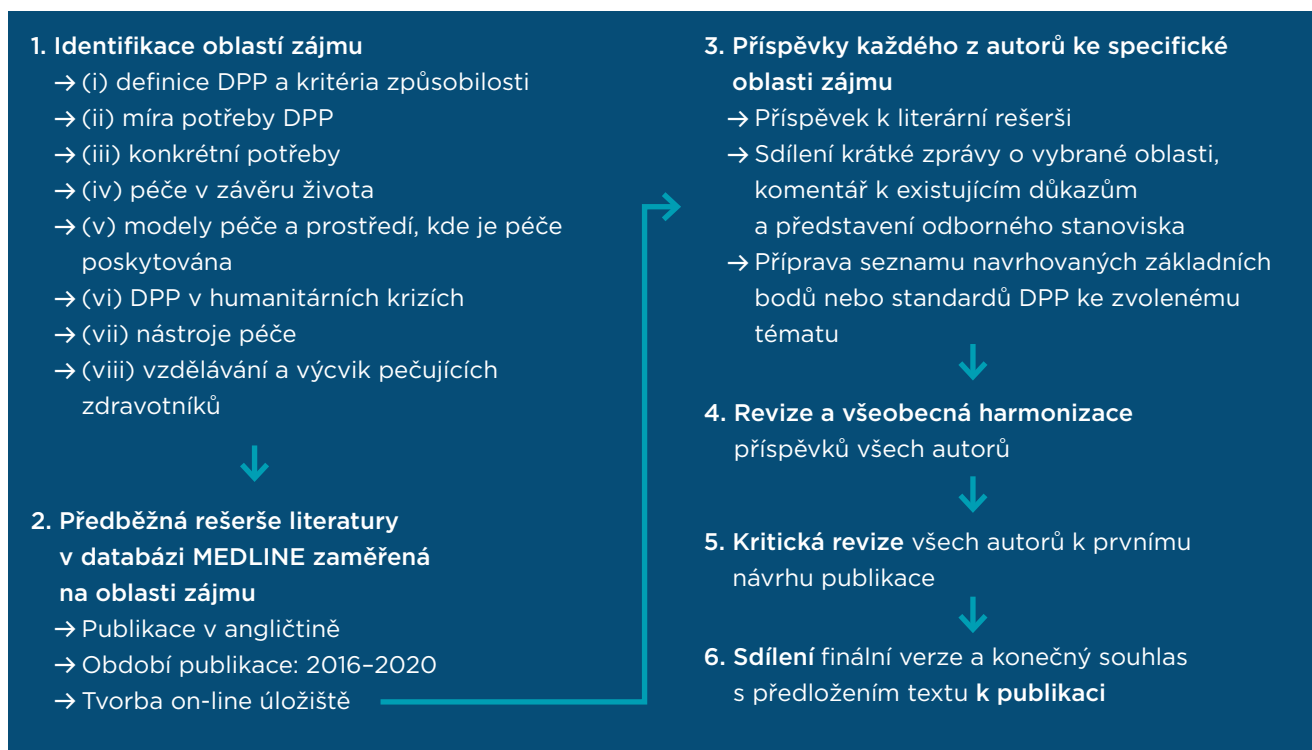 1. Identifikace oblastí zájmu
→ (i) definice DPP a kritéria způsobilosti
→ (ii) míra potřeby DPP
→ (iii) konkrétní potřeby
→ (iv) péče v závěru života
→ (v) modely péče a prostředí, kde je péče
poskytována
→ (vi) DPP v humanitárních krizích
→ (vii) nástroje péče
→ (viii) vzdělávání a výcvik pečujících
zdravotníků
2. Předběžná rešerše literatury
v databázi MEDLINE zaměřená
na oblasti zájmu
→ Publikace v angličtině
→ Období publikace: 2016–2020
→ Tvorba on-line úložiště
3. Příspěvky každého z autorů ke specifické
oblasti zájmu
→ Příspěvek k literární rešerši
→ Sdílení krátké zprávy o vybrané oblasti,
komentář k existujícím důkazům
a představení odborného stanoviska
→ Příprava seznamu navrhovaných základních
bodů nebo standardů DPP ke zvolenému
tématu
4. Revize a všeobecná harmonizace
příspěvků všech autorů
5. Kritická revize všech autorů k prvnímu
návrhu publikace
6. Sdílení finální verze a konečný souhlas
s předložením textu k publikaci